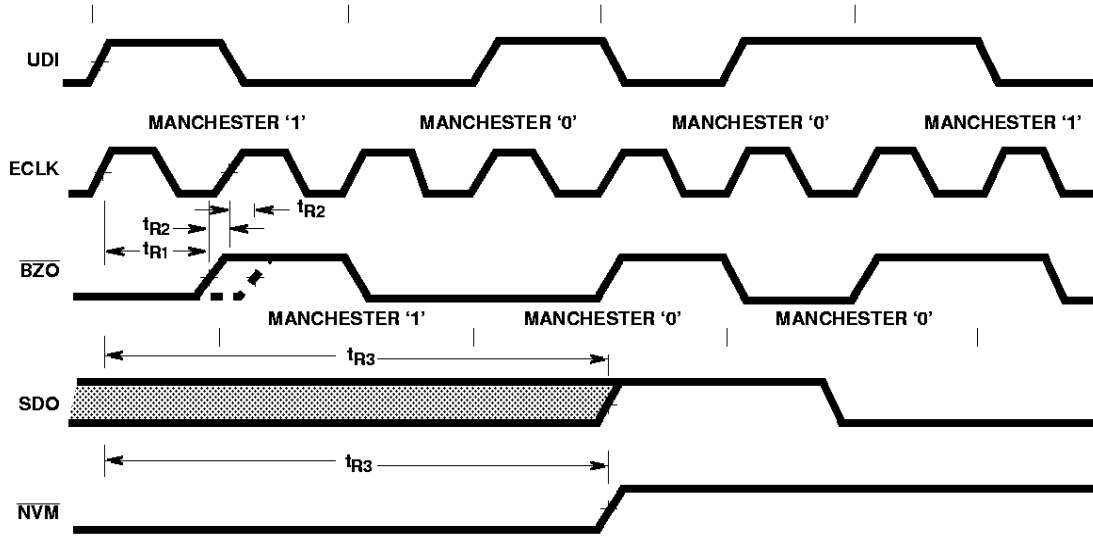 UDI
MANCHESTER ‘1’ MANCHESTER ‘0’ MANCHESTER ‘0’ MANCHESTER ‘1’
ECLK
tR2 tR2
tR1
BZO
MANCHESTER ‘1’ MANCHESTER ‘0’ MANCHESTER ‘0’
tR3
SDO
tR3
NVM